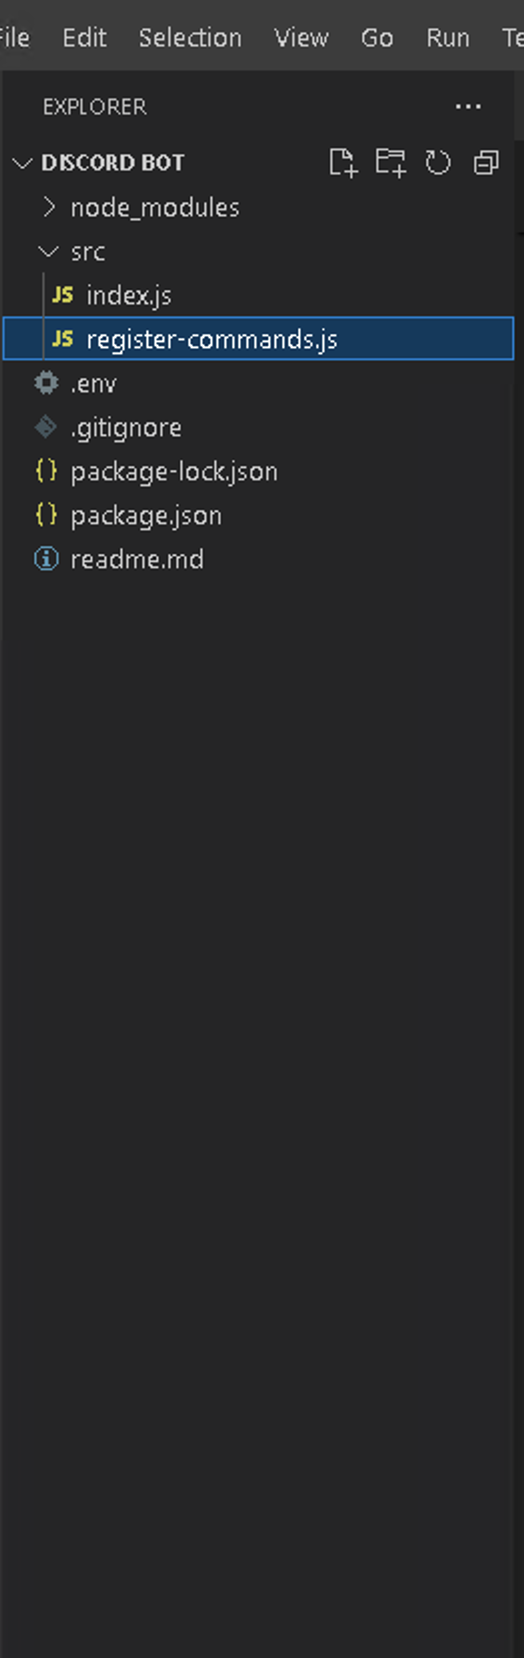 File Edit Selection View Go Run Te
EXPLORER ...
DISCORD BOT
node_modules
src
JS index.js
JS register-commands.js
.env
.gitignore
{} package-lock.json
{} package.json
readme.md